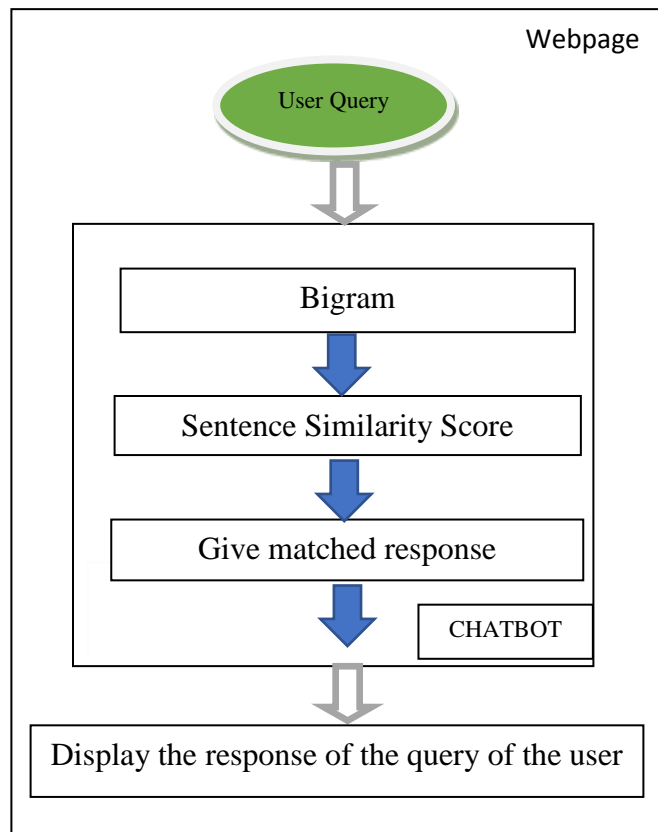 Webpage
User Query
Bigram
Sentence Similarity Score
Give matched response
CHATBOT
Display the response of the query of the user